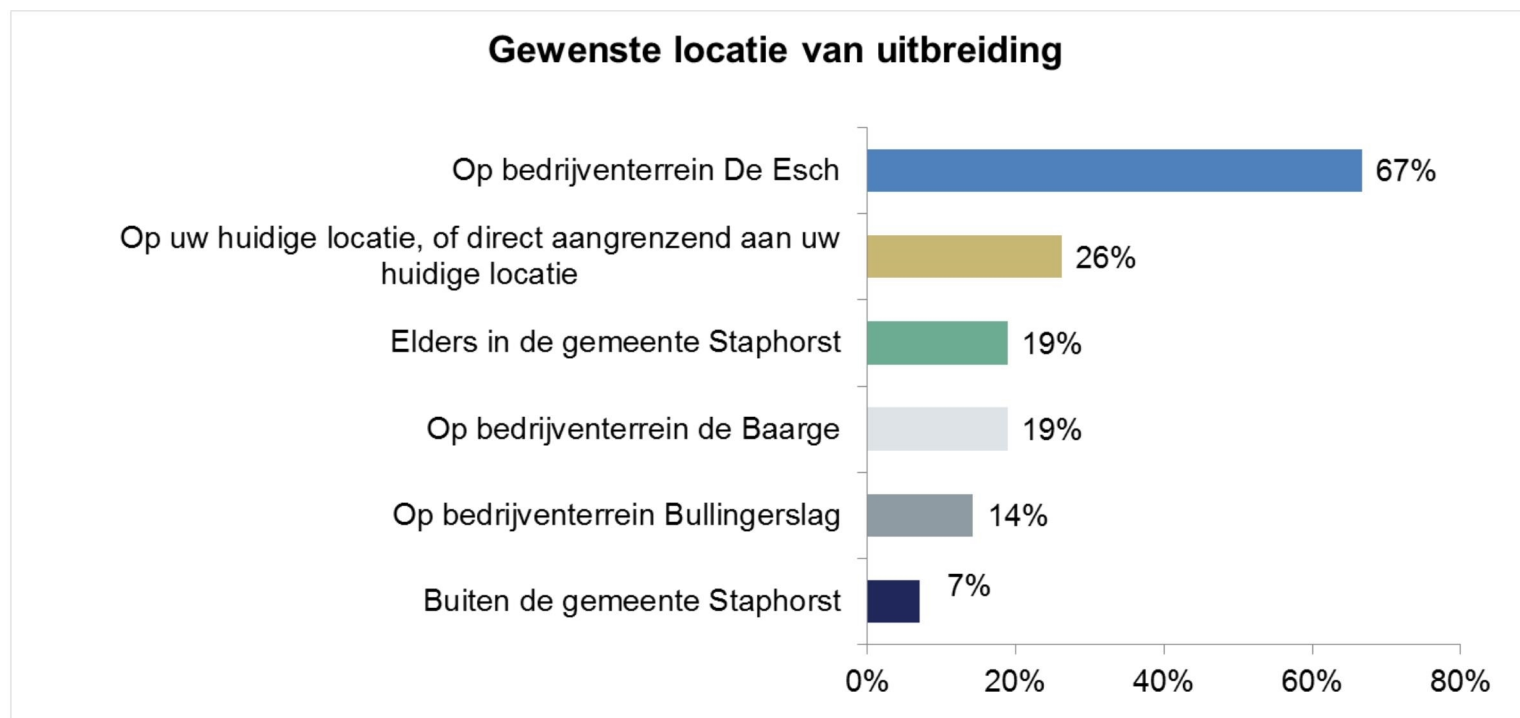 Gewenste locatie van uitbreiding
Op bedrijventerrein De Esch
67%
Op uw huidige locatie, of direct aangrenzend aan uw
huidige locatie
26%
Elders in de gemeente Staphorst
19%
Op bedrijventerrein de Baarge
19%
Op bedrijventerrein Bullingerslag
14%
Buiten de gemeente Staphorst
7%
0% 20% 40% 60% 80%